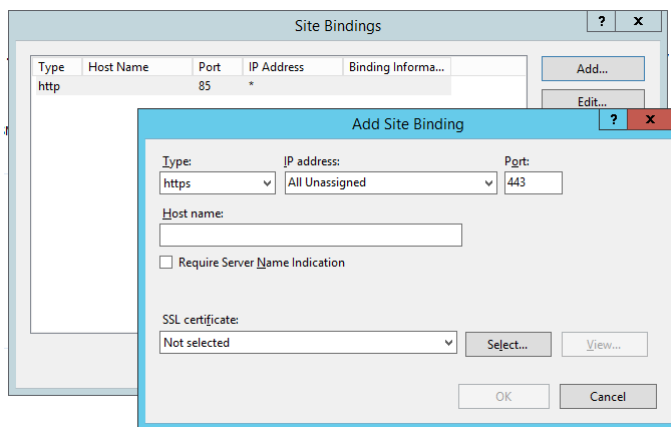 Site Bindings
? x
Type Host Name Port IP Address Binding Informa...
http 85 *
Add...
Edit...
Add Site Binding
? x
Type: IP address: Port:
https All Unassigned 443
Host name:
Require Server Name Indication
SSL certificate:
Not selected Select... View...
OK Cancel